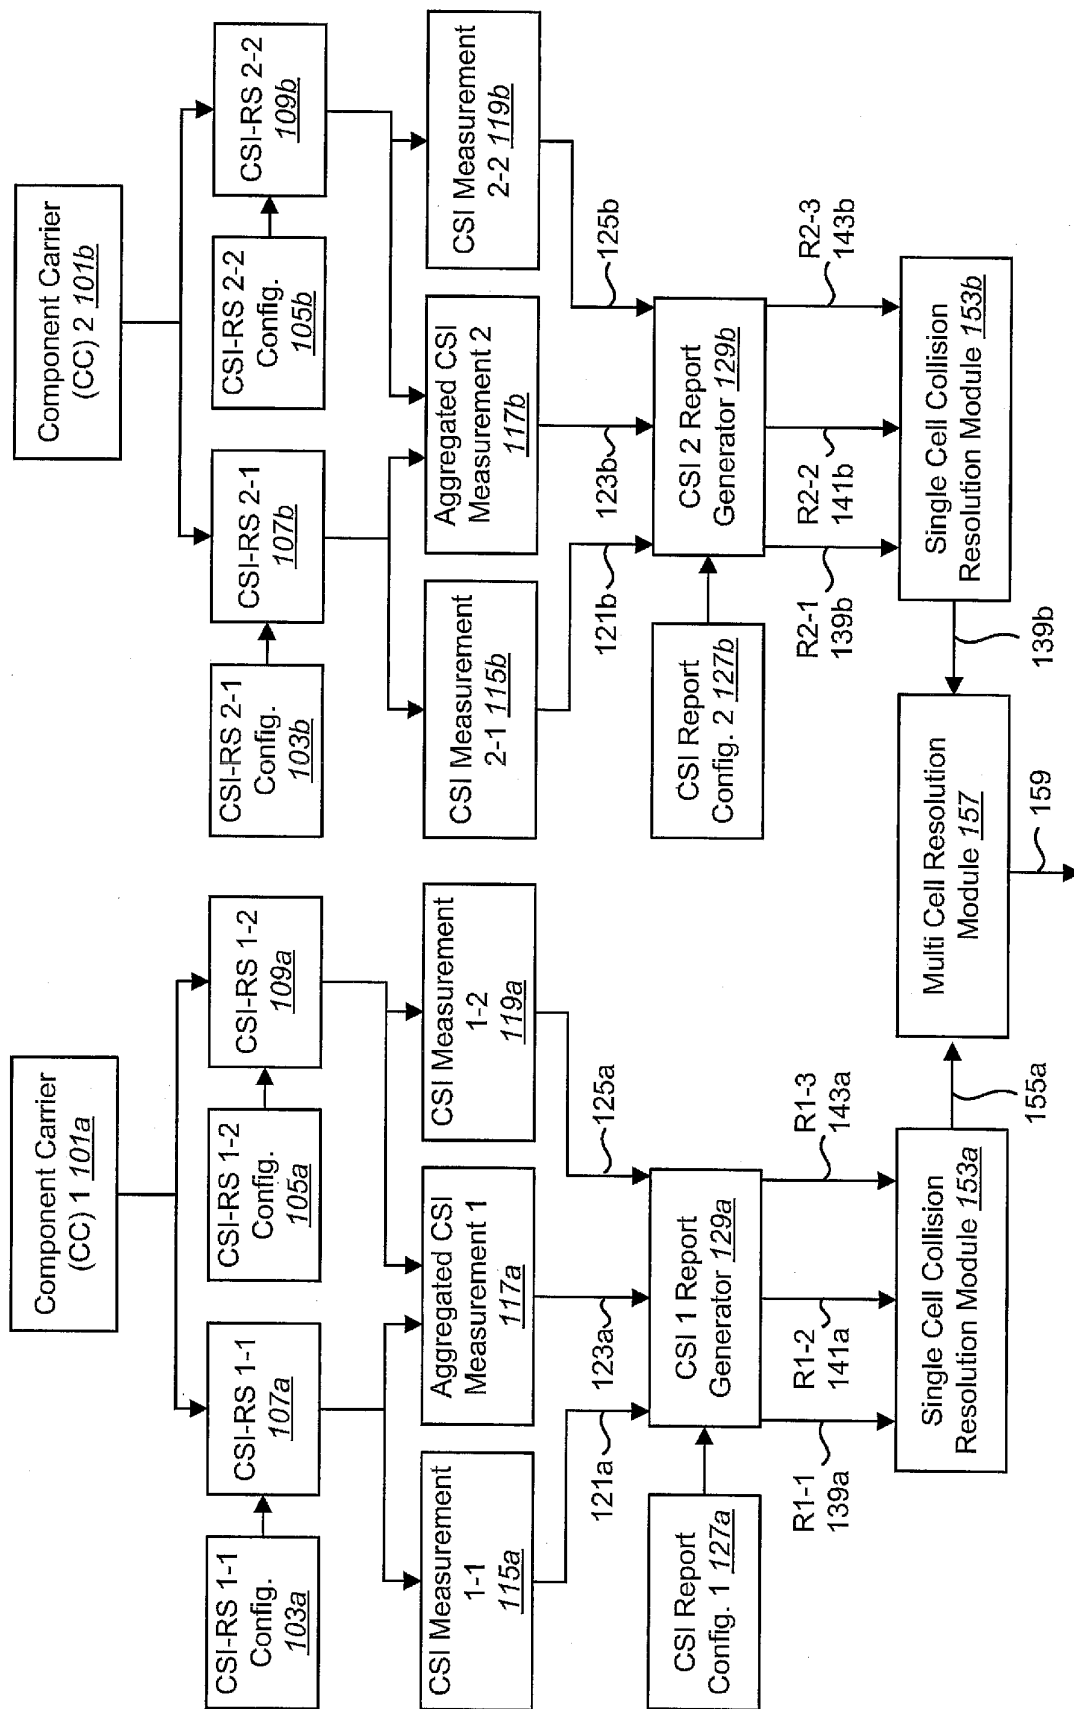 Component Carrier
(CC) 1 101a
CSI-RS 1-1
Config.
103a
CSI-RS 1-1
107a
CSI-RS 1-2
Config.
105a
CSI-RS 1-2
109a
CSI Measurement
1-1
115a
Aggregated CSI
Measurement 1
117a
CSI Measurement
1-2
119a
121a
123a
125a
CSI Report
Config. 1 127a
CSI 1 Report
Generator 129a
R1-1
139a
R1-2
141a
R1-3
143a
Single Cell Collision
Resolution Module 153a
155a
Component Carrier
(CC) 2 101b
CSI-RS 2-1
Config.
103b
CSI-RS 2-1
107b
CSI-RS 2-2
Config.
105b
CSI-RS 2-2
109b
CSI Measurement
2-1 115b
Aggregated CSI
Measurement 2
117b
CSI Measurement
2-2 119b
121b
123b
125b
CSI Report
Config. 2 127b
CSI 2 Report
Generator 129b
R2-1
139b
R2-2
141b
R2-3
143b
Single Cell Collision
Resolution Module 153b
139b
Multi Cell Resolution
Module 157
159